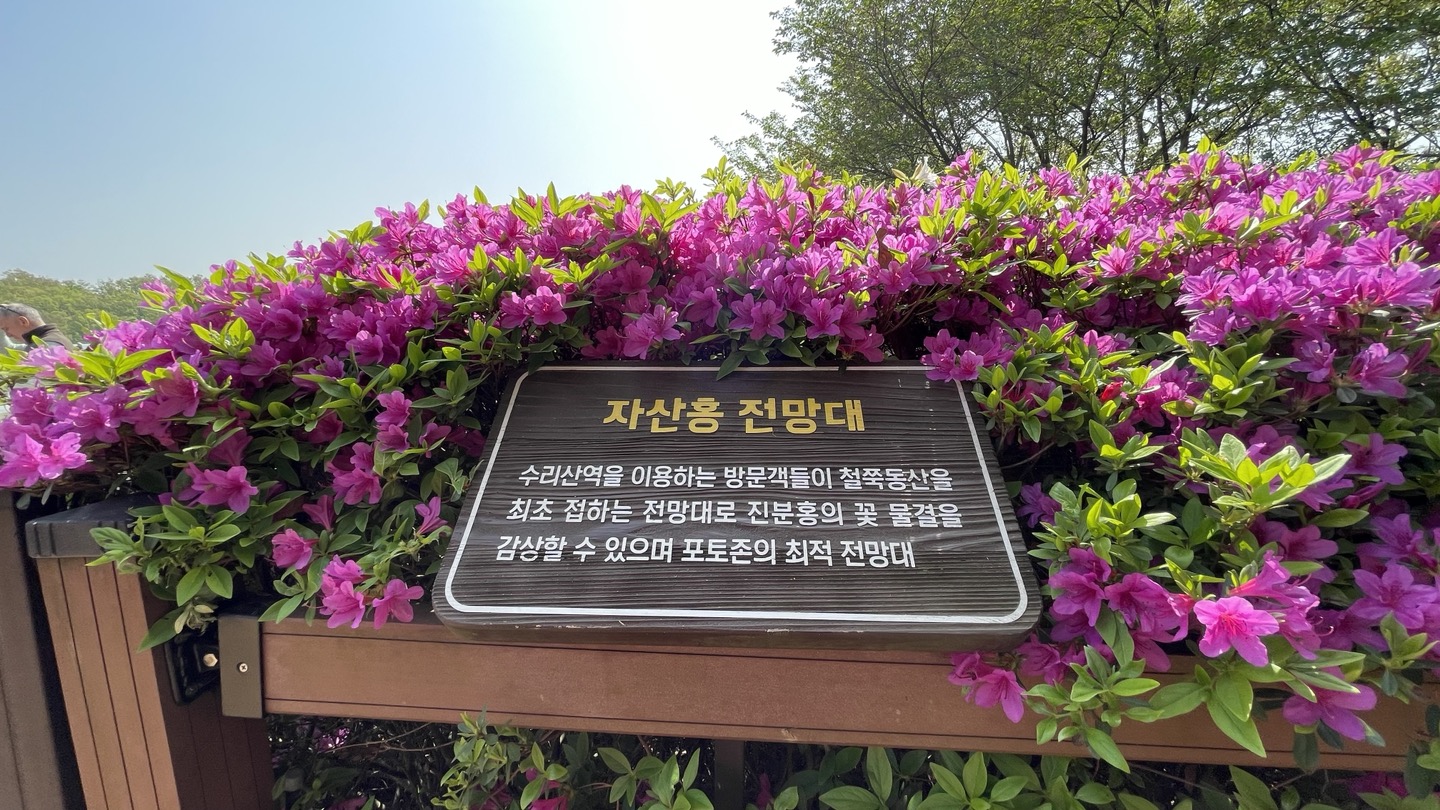 자산홍 전망대
수리산역을 이용하는 방문객들이 철쭉동산을
최초 접하는 전망대로 진분홍의 꽃 물결을
감상할 수 있으며 포토존의 최적 전망대